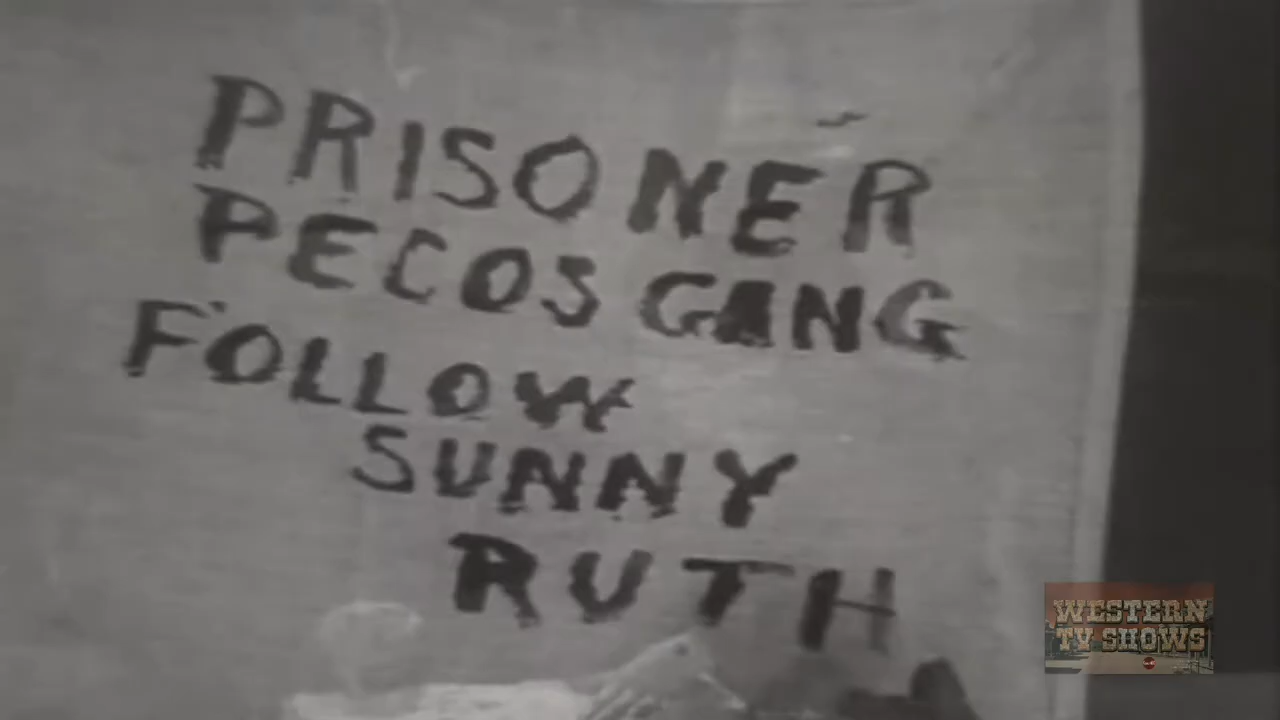 PRISONER
PECOS GANG
FOLLOW
SUNNY
RUTH
WESTERN
TV SHOWS